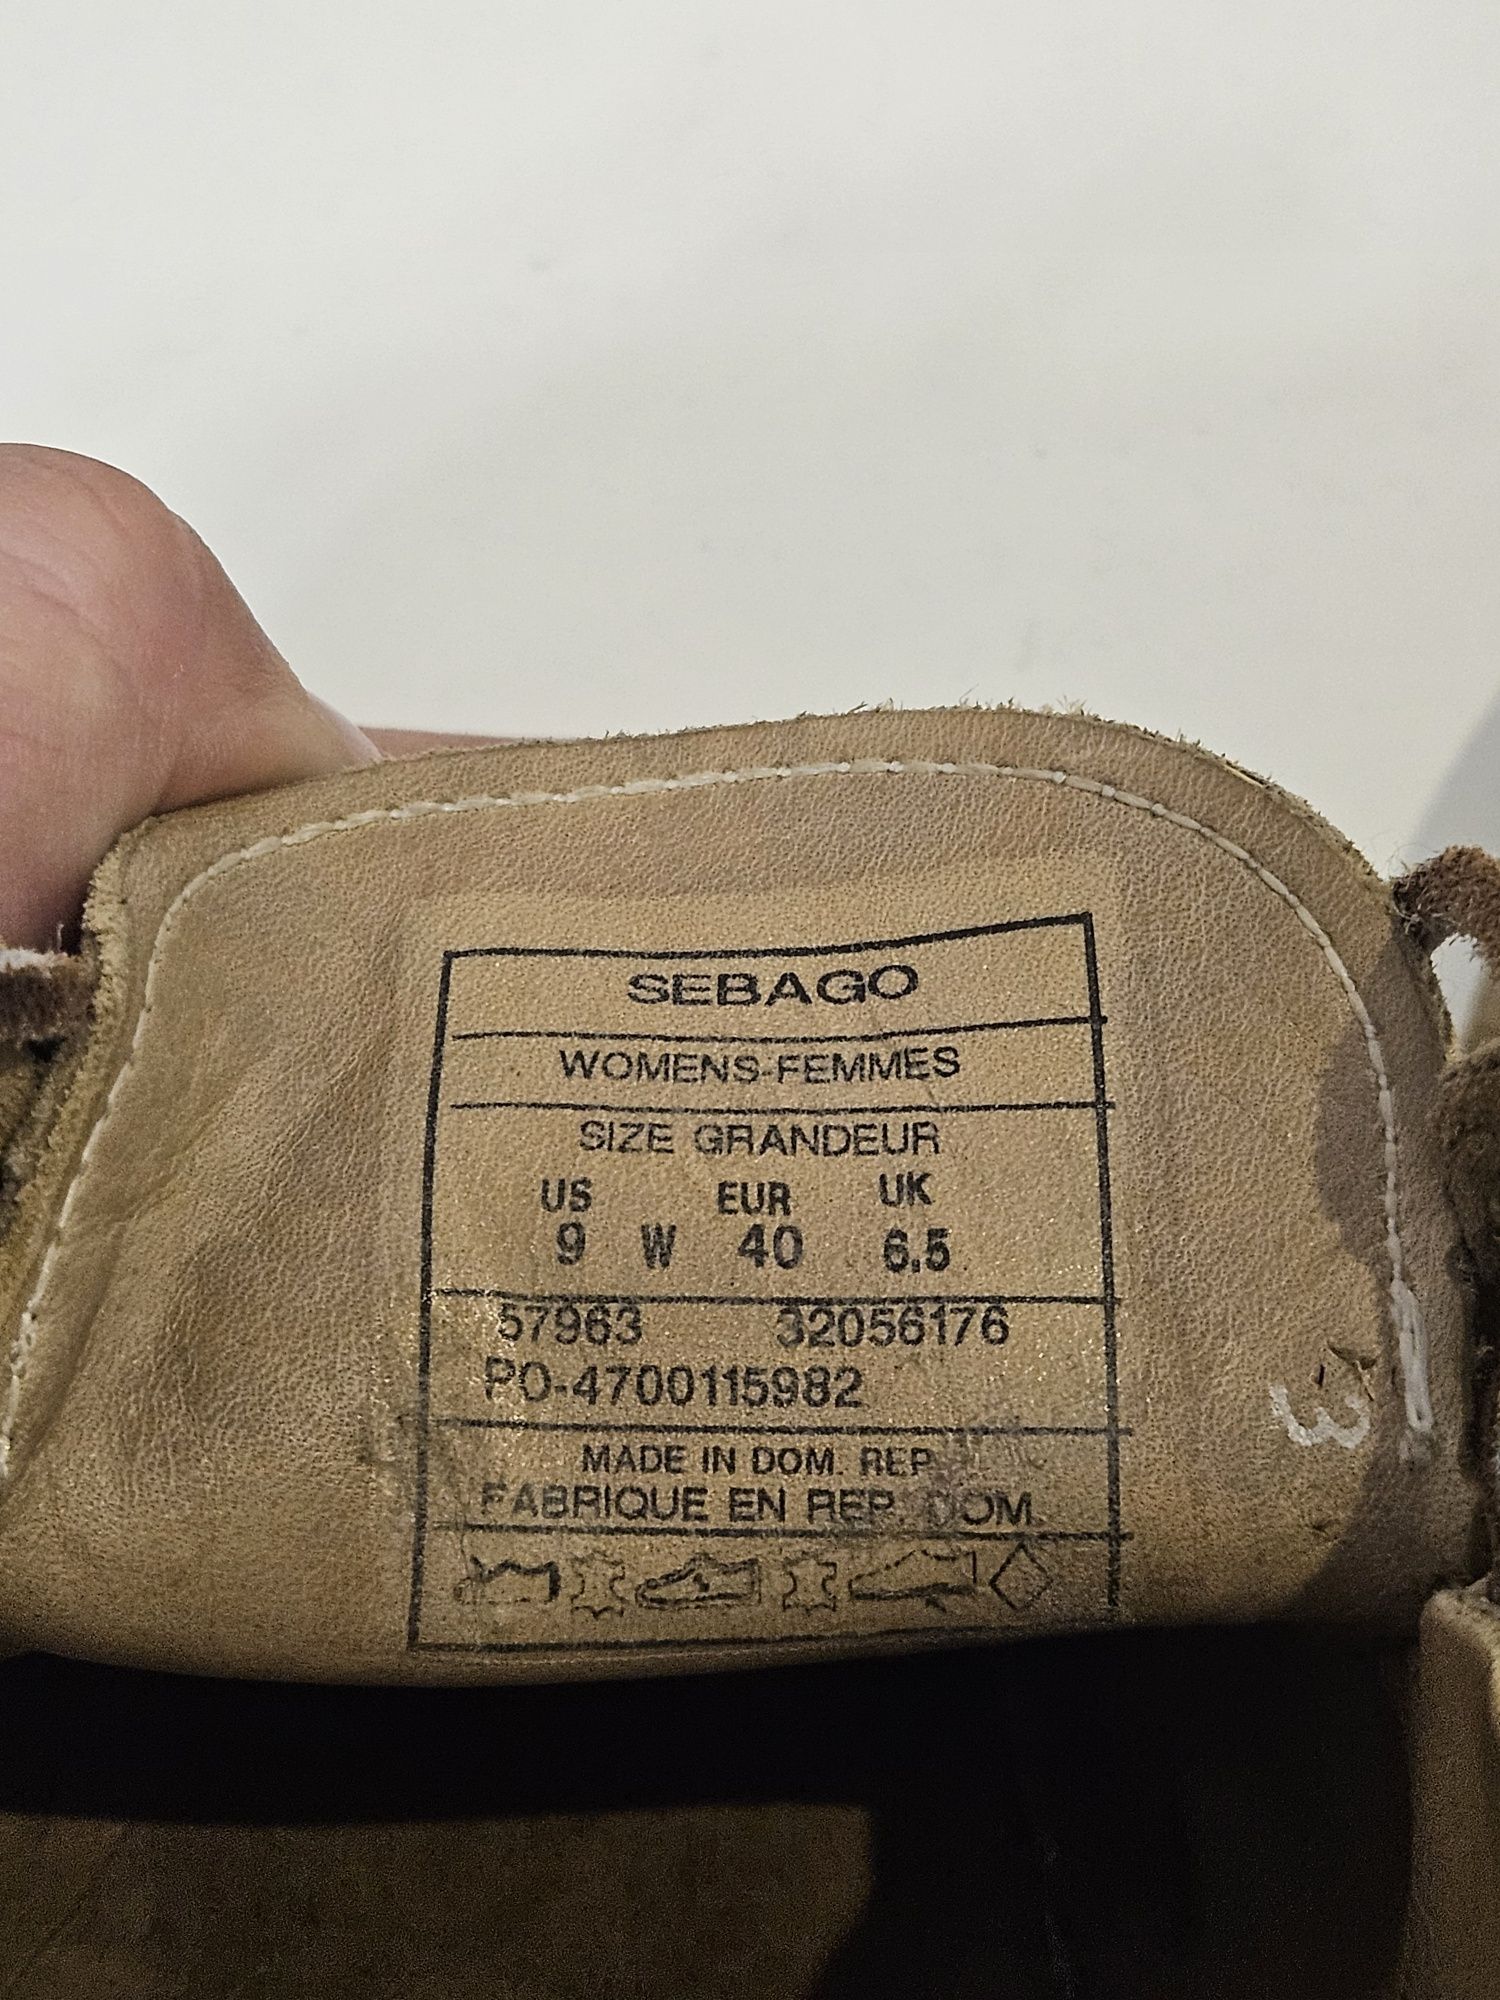 SEBAGO
WOMENS-FEMMES
SIZE GRANDEUR
US EUR UK
9 W 40 6.5
57963 32056176
PO-4700115982
MADE IN DOM. REP.
FABRIQUE EN REP. DOM.